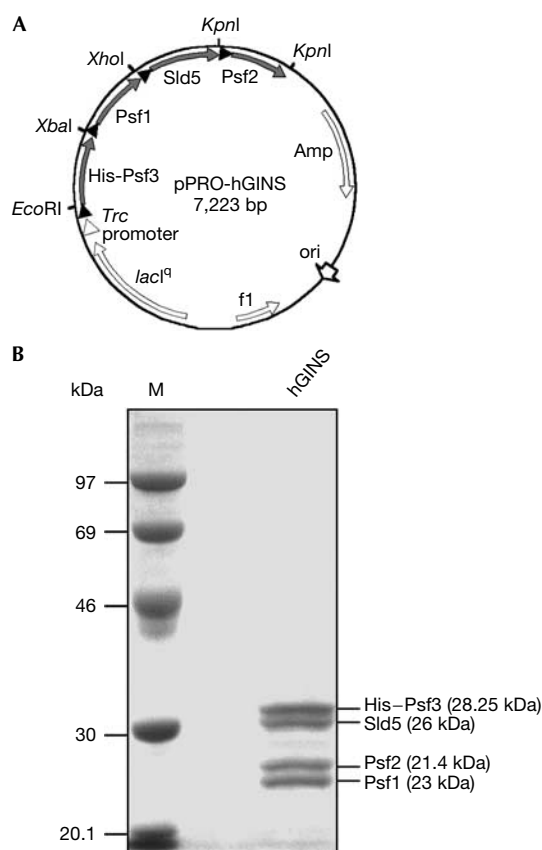 A
KpnI
KpnI
XhoI
Sld5
Psf2
XbaI
Psf1
Amp
His-Psf3
pPRO-hGINS
7,223 bp
EcoRI
Trc
promoter
ori
lacIq
f1
B
kDa
M
hGINS
97
69
46
His–Psf3 (28.25 kDa)
Sld5 (26 kDa)
30
Psf2 (21.4 kDa)
Psf1 (23 kDa)
20.1